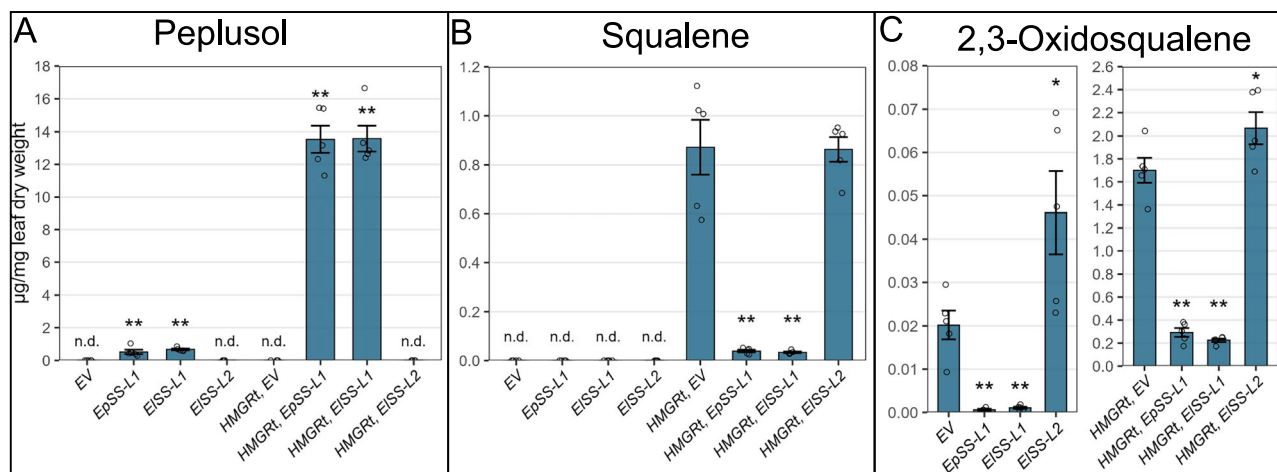 A
Peplusol
µg/mg leaf dry weight
18
16
14
12
10
8
6
4
2
0
n.d.
**
**
n.d.
n.d.
**
**
n.d.
EV
EpSS-L1
ElSS-L1
ElSS-L2
HMGRt, EV
HMGRt, EpSS-L1
HMGRt, ElSS-L1
HMGRt, ElSS-L2
B
Squalene
1.2
1.0
0.8
0.6
0.4
0.2
0.0
n.d.
n.d.
n.d.
n.d.
**
**
EV
EpSS-L1
ElSS-L1
ElSS-L2
HMGRt, EV
HMGRt, EpSS-L1
HMGRt, ElSS-L1
HMGRt, ElSS-L2
C
2,3-Oxidosqualene
0.08
0.07
0.06
0.05
0.04
0.03
0.02
0.01
0.00
**
**
*
EV
EpSS-L1
ElSS-L1
ElSS-L2
2.6
2.4
2.2
2.0
1.8
1.6
1.4
1.2
1.0
0.8
0.6
0.4
0.2
0.0
**
**
*
HMGRt, EV
HMGRt, EpSS-L1
HMGRt, ElSS-L1
HMGRt, ElSS-L2